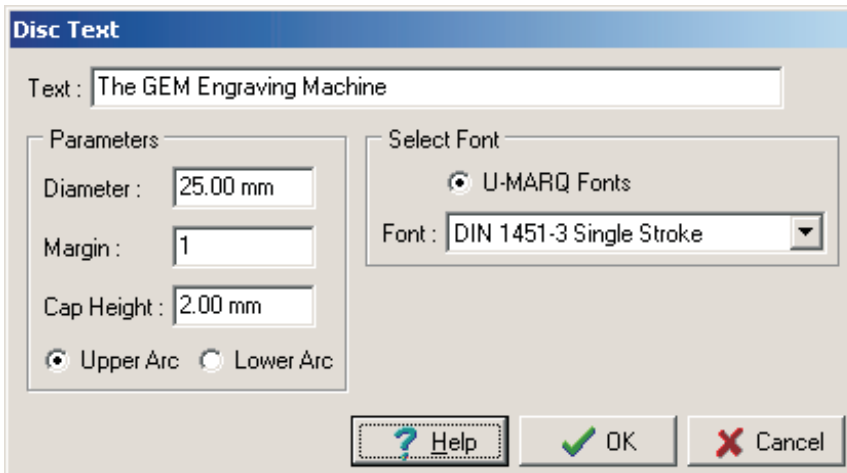 Disc Text
Text : The GEM Engraving Machine
Parameters
Diameter : 25.00 mm
Margin : 1
Cap Height : 2.00 mm
Upper Arc Lower Arc
Select Font
U-MARQ Fonts
Font : DIN 1451-3 Single Stroke
? Help OK Cancel